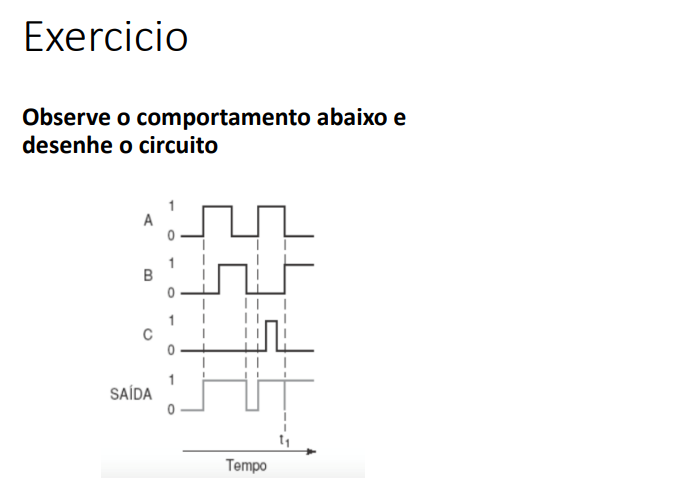 Exercicio
Observe o comportamento abaixo e
desenhe o circuito
1
A
0
1
B
0
1
C
0
1
SAÍDA
0
t1
Tempo